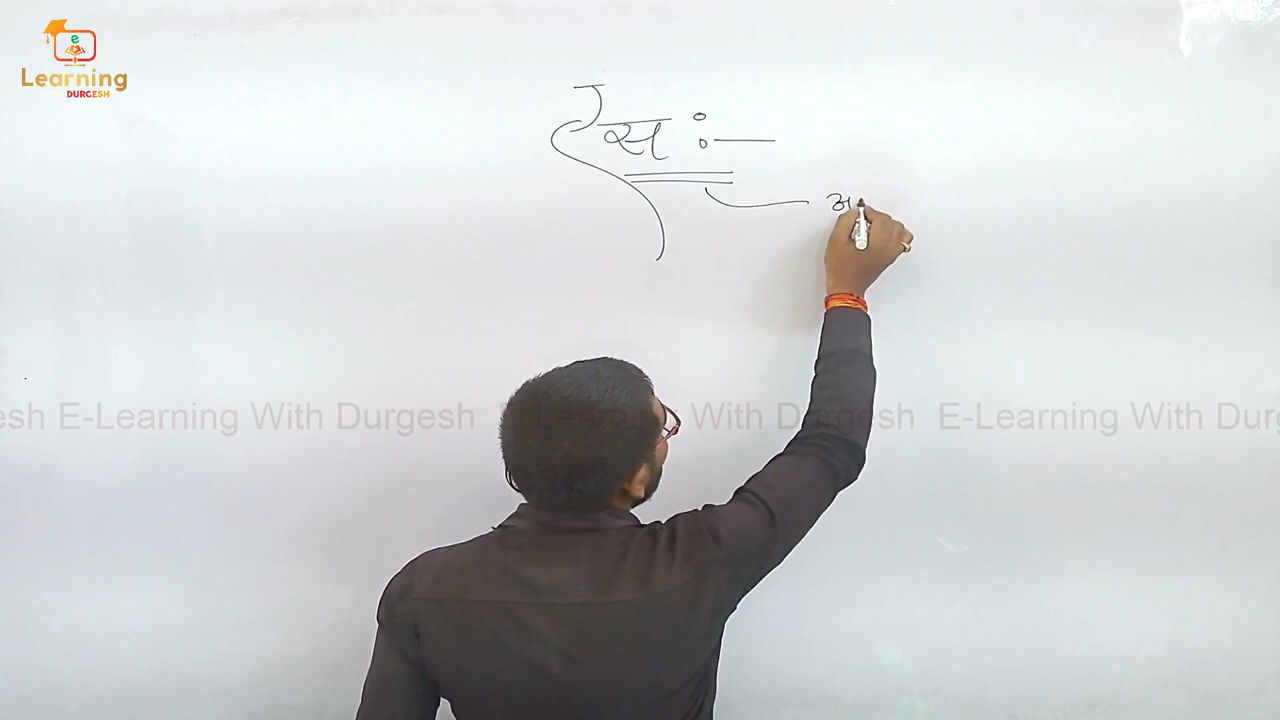 e
Learning
DURGESH
रस :—
अ
esh E-Learning With Durgesh E-Learning With Durgesh E-Learning With Durg